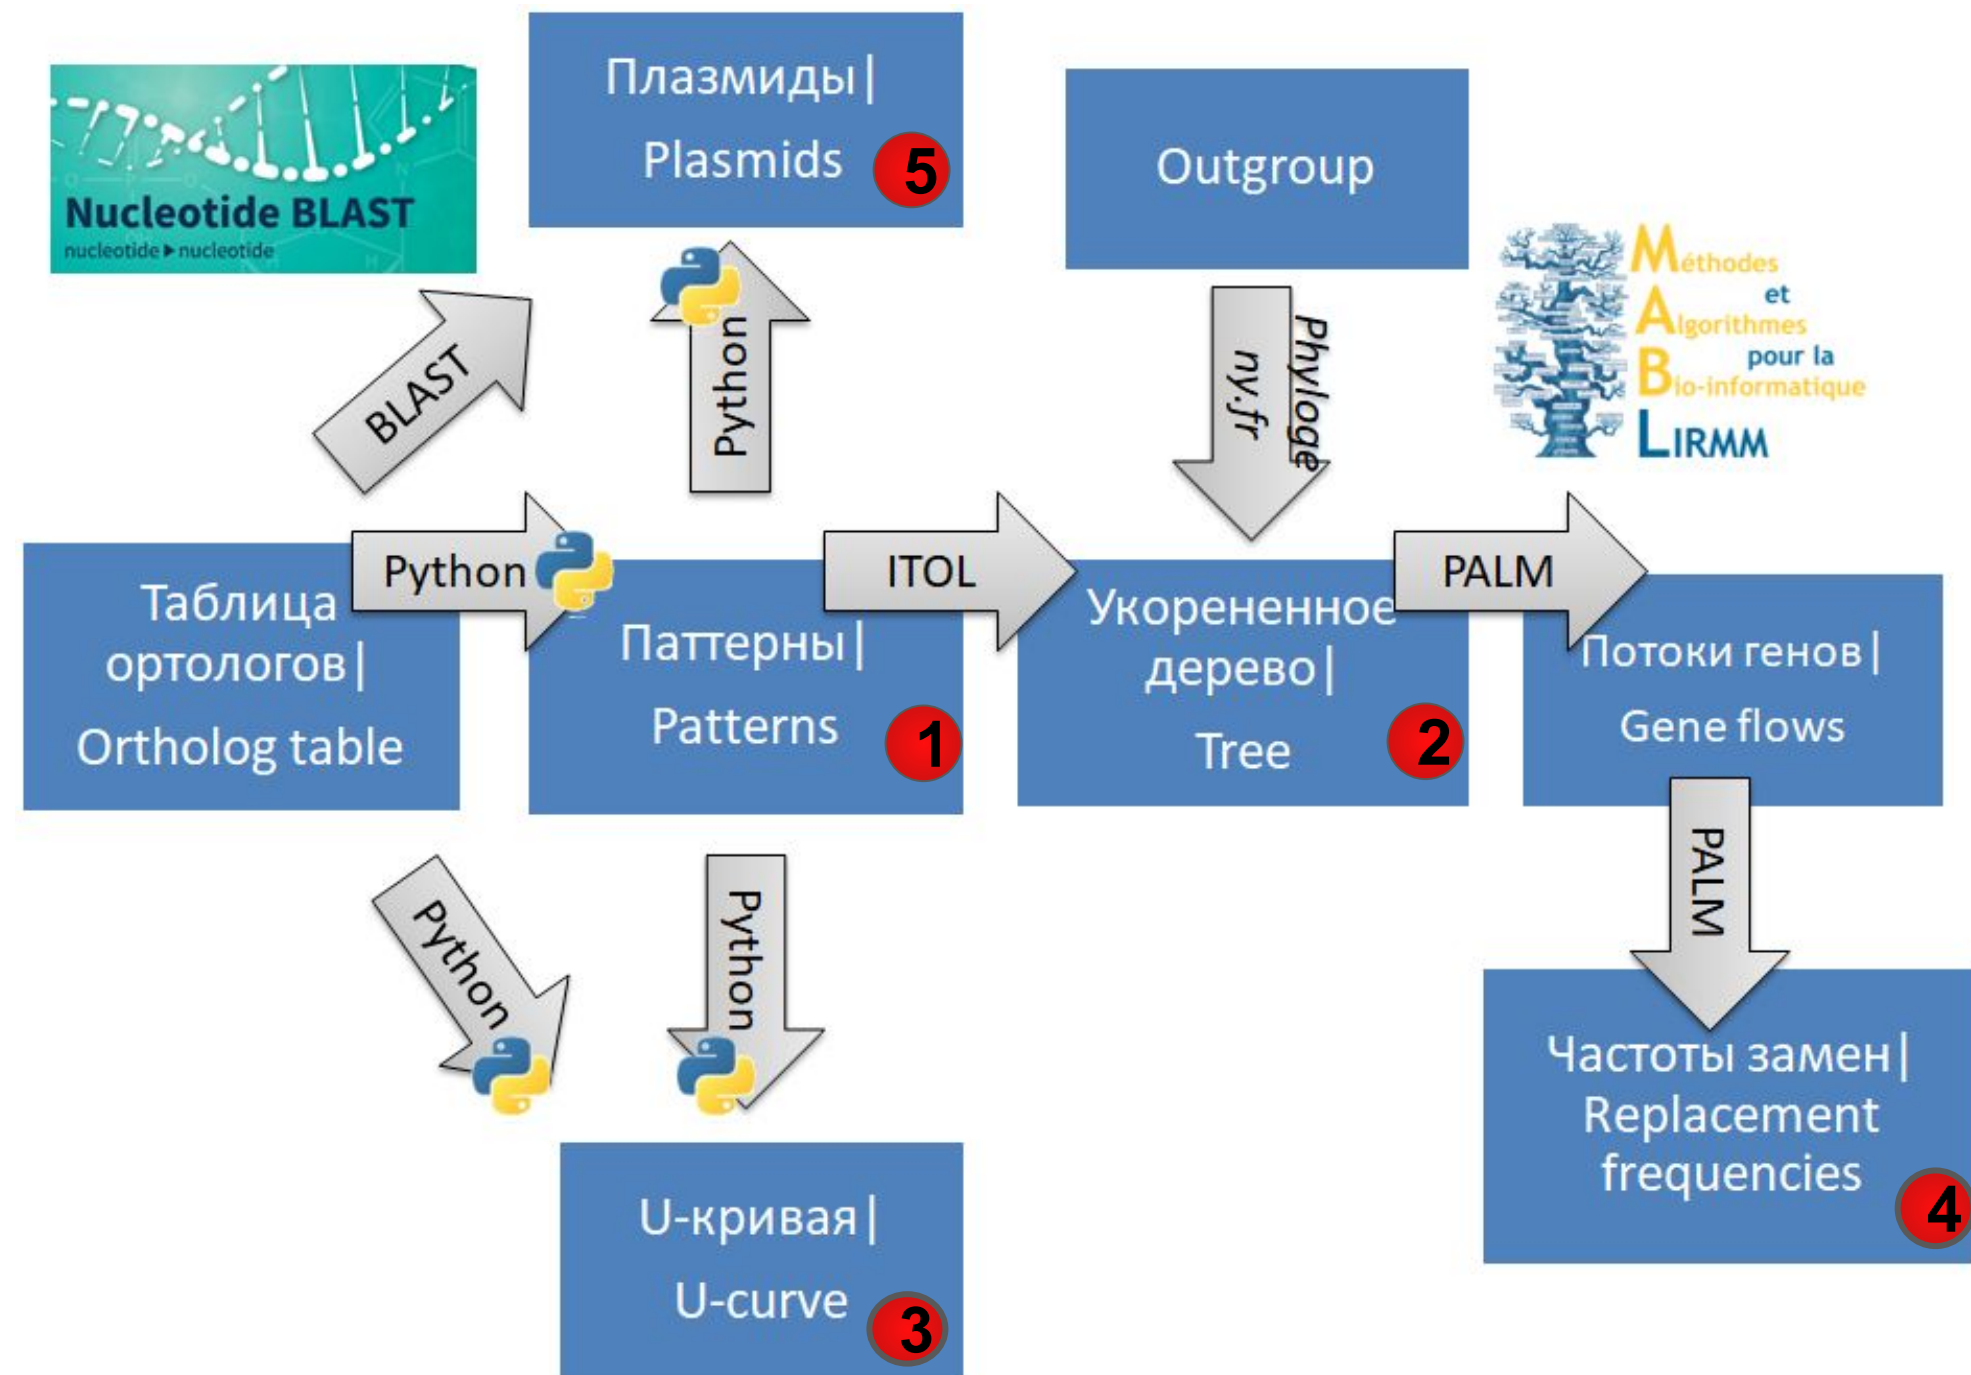 Плазмиды|
Plasmids
5
Outgroup
Nucleotide BLAST
nucleotide ▶ nucleotide
Méthodes
et
Algorithmes
pour la
Bio-informatique
LIRMM
BLAST
Python
Phyloge
ny.fr
Python
ITOL
PALM
Таблица
ортологов|
Ortholog table
Паттерны|
Patterns
1
Укорененное
дерево|
Tree
2
Потоки генов|
Gene flows
Python
Python
PALM
U-кривая|
U-curve
3
Частоты замен|
Replacement
frequencies
4